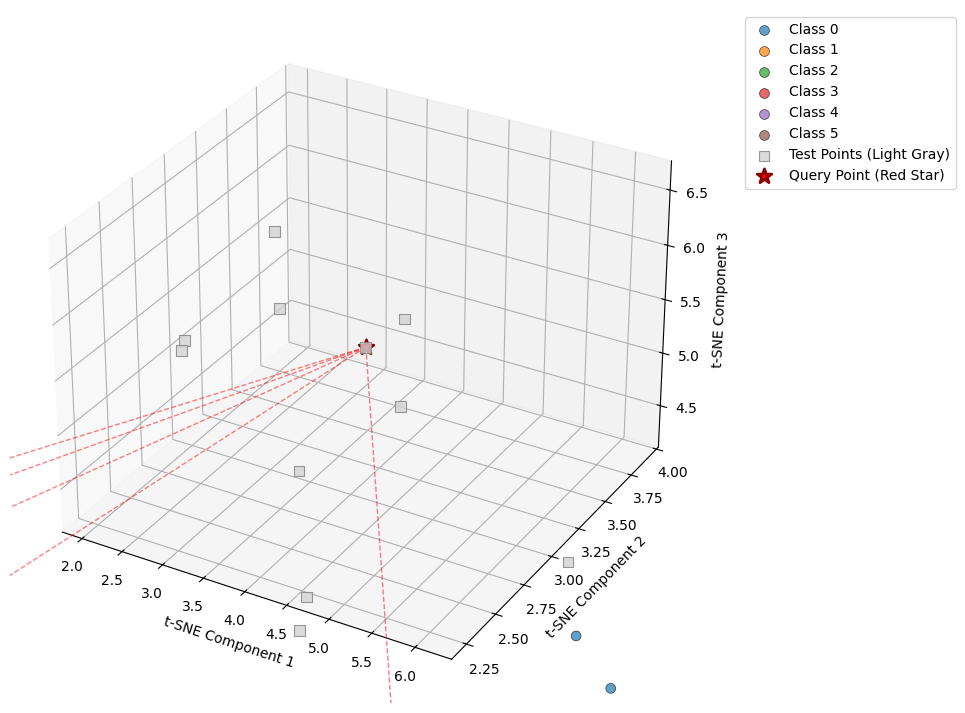 Class 0
Class 1
Class 2
Class 3
Class 4
Class 5
Test Points (Light Gray)
Query Point (Red Star)
6.5
6.0
5.5
5.0
4.5
t-SNE Component 3
4.00
3.75
3.50
3.25
3.00
2.75
2.50
2.25
t-SNE Component 2
2.0
2.5
3.0
3.5
4.0
4.5
5.0
5.5
6.0
t-SNE Component 1